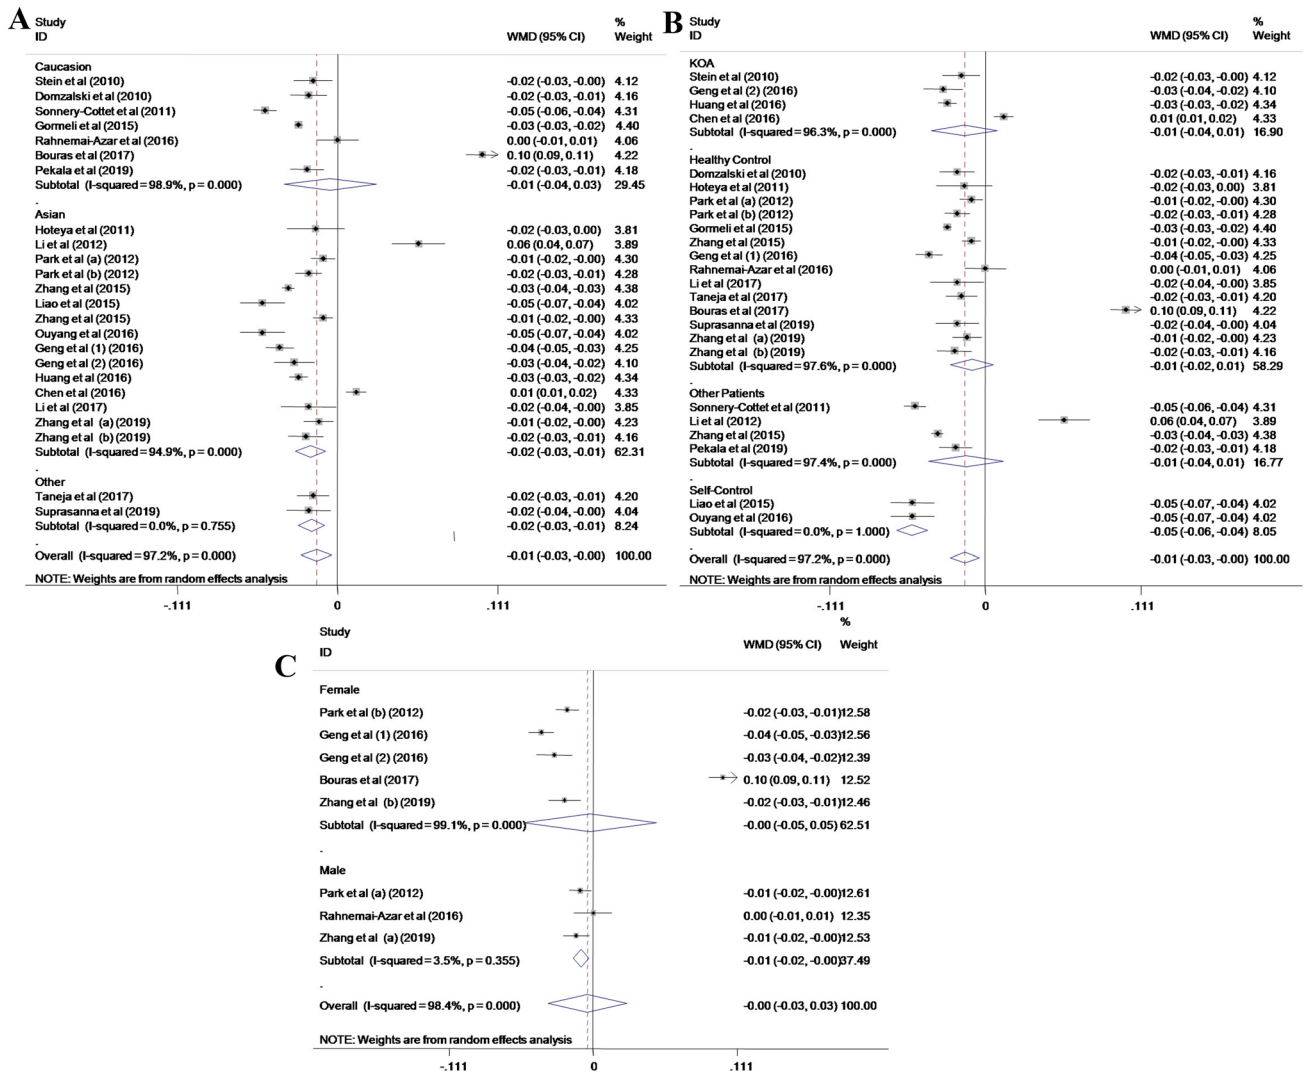 A
Study %
ID WMD (95% CI) Weight
Caucasion
Stein et al (2010) -0.02 (-0.03, -0.00) 4.12
Domzalski et al (2010) -0.02 (-0.03, -0.01) 4.16
Sonnery-Cottet et al (2011) -0.05 (-0.06, -0.04) 4.31
Gormeli et al (2015) -0.03 (-0.03, -0.02) 4.40
Rahnemai-Azar et al (2016) 0.00 (-0.01, 0.01) 4.06
Bouras et al (2017) 0.10 (0.09, 0.11) 4.22
Pekala et al (2019) -0.02 (-0.03, -0.01) 4.18
Subtotal (I-squared = 98.9%, p = 0.000) -0.01 (-0.04, 0.03) 29.45
.
Asian
Hoteya et al (2011) -0.02 (-0.03, 0.00) 3.81
Li et al (2012) 0.06 (0.04, 0.07) 3.89
Park et al (a) (2012) -0.01 (-0.02, -0.00) 4.30
Park et al (b) (2012) -0.02 (-0.03, -0.01) 4.28
Zhang et al (2015) -0.03 (-0.04, -0.03) 4.38
Liao et al (2015) -0.05 (-0.07, -0.04) 4.02
Zhang et al (2015) -0.01 (-0.02, -0.00) 4.33
Ouyang et al (2016) -0.05 (-0.07, -0.04) 4.02
Geng et al (1) (2016) -0.04 (-0.05, -0.03) 4.25
Geng et al (2) (2016) -0.03 (-0.04, -0.02) 4.10
Huang et al (2016) -0.03 (-0.03, -0.02) 4.34
Chen et al (2016) 0.01 (0.01, 0.02) 4.33
Li et al (2017) -0.02 (-0.04, -0.00) 3.85
Zhang et al (a) (2019) -0.01 (-0.02, -0.00) 4.23
Zhang et al (b) (2019) -0.02 (-0.03, -0.01) 4.16
Subtotal (I-squared = 94.9%, p = 0.000) -0.02 (-0.03, -0.01) 62.31
.
Other
Taneja et al (2017) -0.02 (-0.03, -0.01) 4.20
Suprasanna et al (2019) -0.02 (-0.04, -0.00) 4.04
Subtotal (I-squared = 0.0%, p = 0.755) -0.02 (-0.03, -0.01) 8.24
.
Overall (I-squared = 97.2%, p = 0.000) -0.01 (-0.03, -0.00) 100.00
NOTE: Weights are from random effects analysis
-.111 0 .111
B
Study %
ID WMD (95% CI) Weight
KOA
Stein et al (2010) -0.02 (-0.03, -0.00) 4.12
Geng et al (2) (2016) -0.03 (-0.04, -0.02) 4.10
Huang et al (2016) -0.03 (-0.03, -0.02) 4.34
Chen et al (2016) 0.01 (0.01, 0.02) 4.33
Subtotal (I-squared = 96.3%, p = 0.000) -0.01 (-0.04, 0.01) 16.90
.
Healthy Control
Domzalski et al (2010) -0.02 (-0.03, -0.01) 4.16
Hoteya et al (2011) -0.02 (-0.03, 0.00) 3.81
Park et al (a) (2012) -0.01 (-0.02, -0.00) 4.30
Park et al (b) (2012) -0.02 (-0.03, -0.01) 4.28
Gormeli et al (2015) -0.03 (-0.03, -0.02) 4.40
Zhang et al (2015) -0.01 (-0.02, -0.00) 4.33
Geng et al (1) (2016) -0.04 (-0.05, -0.03) 4.25
Rahnemai-Azar et al (2016) 0.00 (-0.01, 0.01) 4.06
Li et al (2017) -0.02 (-0.04, -0.00) 3.85
Taneja et al (2017) -0.02 (-0.03, -0.01) 4.20
Bouras et al (2017) 0.10 (0.09, 0.11) 4.22
Suprasanna et al (2019) -0.02 (-0.04, -0.00) 4.04
Zhang et al (a) (2019) -0.01 (-0.02, -0.00) 4.23
Zhang et al (b) (2019) -0.02 (-0.03, -0.01) 4.16
Subtotal (I-squared = 97.6%, p = 0.000) -0.01 (-0.02, 0.01) 58.29
.
Other Patients
Sonnery-Cottet et al (2011) -0.05 (-0.06, -0.04) 4.31
Li et al (2012) 0.06 (0.04, 0.07) 3.89
Zhang et al (2015) -0.03 (-0.04, -0.03) 4.38
Pekala et al (2019) -0.02 (-0.03, -0.01) 4.18
Subtotal (I-squared = 97.4%, p = 0.000) -0.01 (-0.04, 0.01) 16.77
.
Self-Control
Liao et al (2015) -0.05 (-0.07, -0.04) 4.02
Ouyang et al (2016) -0.05 (-0.07, -0.04) 4.02
Subtotal (I-squared = 0.0%, p = 1.000) -0.05 (-0.06, -0.04) 8.05
.
Overall (I-squared = 97.2%, p = 0.000) -0.01 (-0.03, -0.00) 100.00
NOTE: Weights are from random effects analysis
-.111 0 .111
C
Study %
ID WMD (95% CI) Weight
Female
Park et al (b) (2012) -0.02 (-0.03, -0.01) 12.58
Geng et al (1) (2016) -0.04 (-0.05, -0.03) 12.56
Geng et al (2) (2016) -0.03 (-0.04, -0.02) 12.39
Bouras et al (2017) 0.10 (0.09, 0.11) 12.52
Zhang et al (b) (2019) -0.02 (-0.03, -0.01) 12.46
Subtotal (I-squared = 99.1%, p = 0.000) -0.00 (-0.05, 0.05) 62.51
.
Male
Park et al (a) (2012) -0.01 (-0.02, -0.00) 12.61
Rahnemai-Azar et al (2016) 0.00 (-0.01, 0.01) 12.35
Zhang et al (a) (2019) -0.01 (-0.02, -0.00) 12.53
Subtotal (I-squared = 3.5%, p = 0.355) -0.01 (-0.02, -0.00) 37.49
.
Overall (I-squared = 98.4%, p = 0.000) -0.00 (-0.03, 0.03) 100.00
NOTE: Weights are from random effects analysis
-.111 0 .111